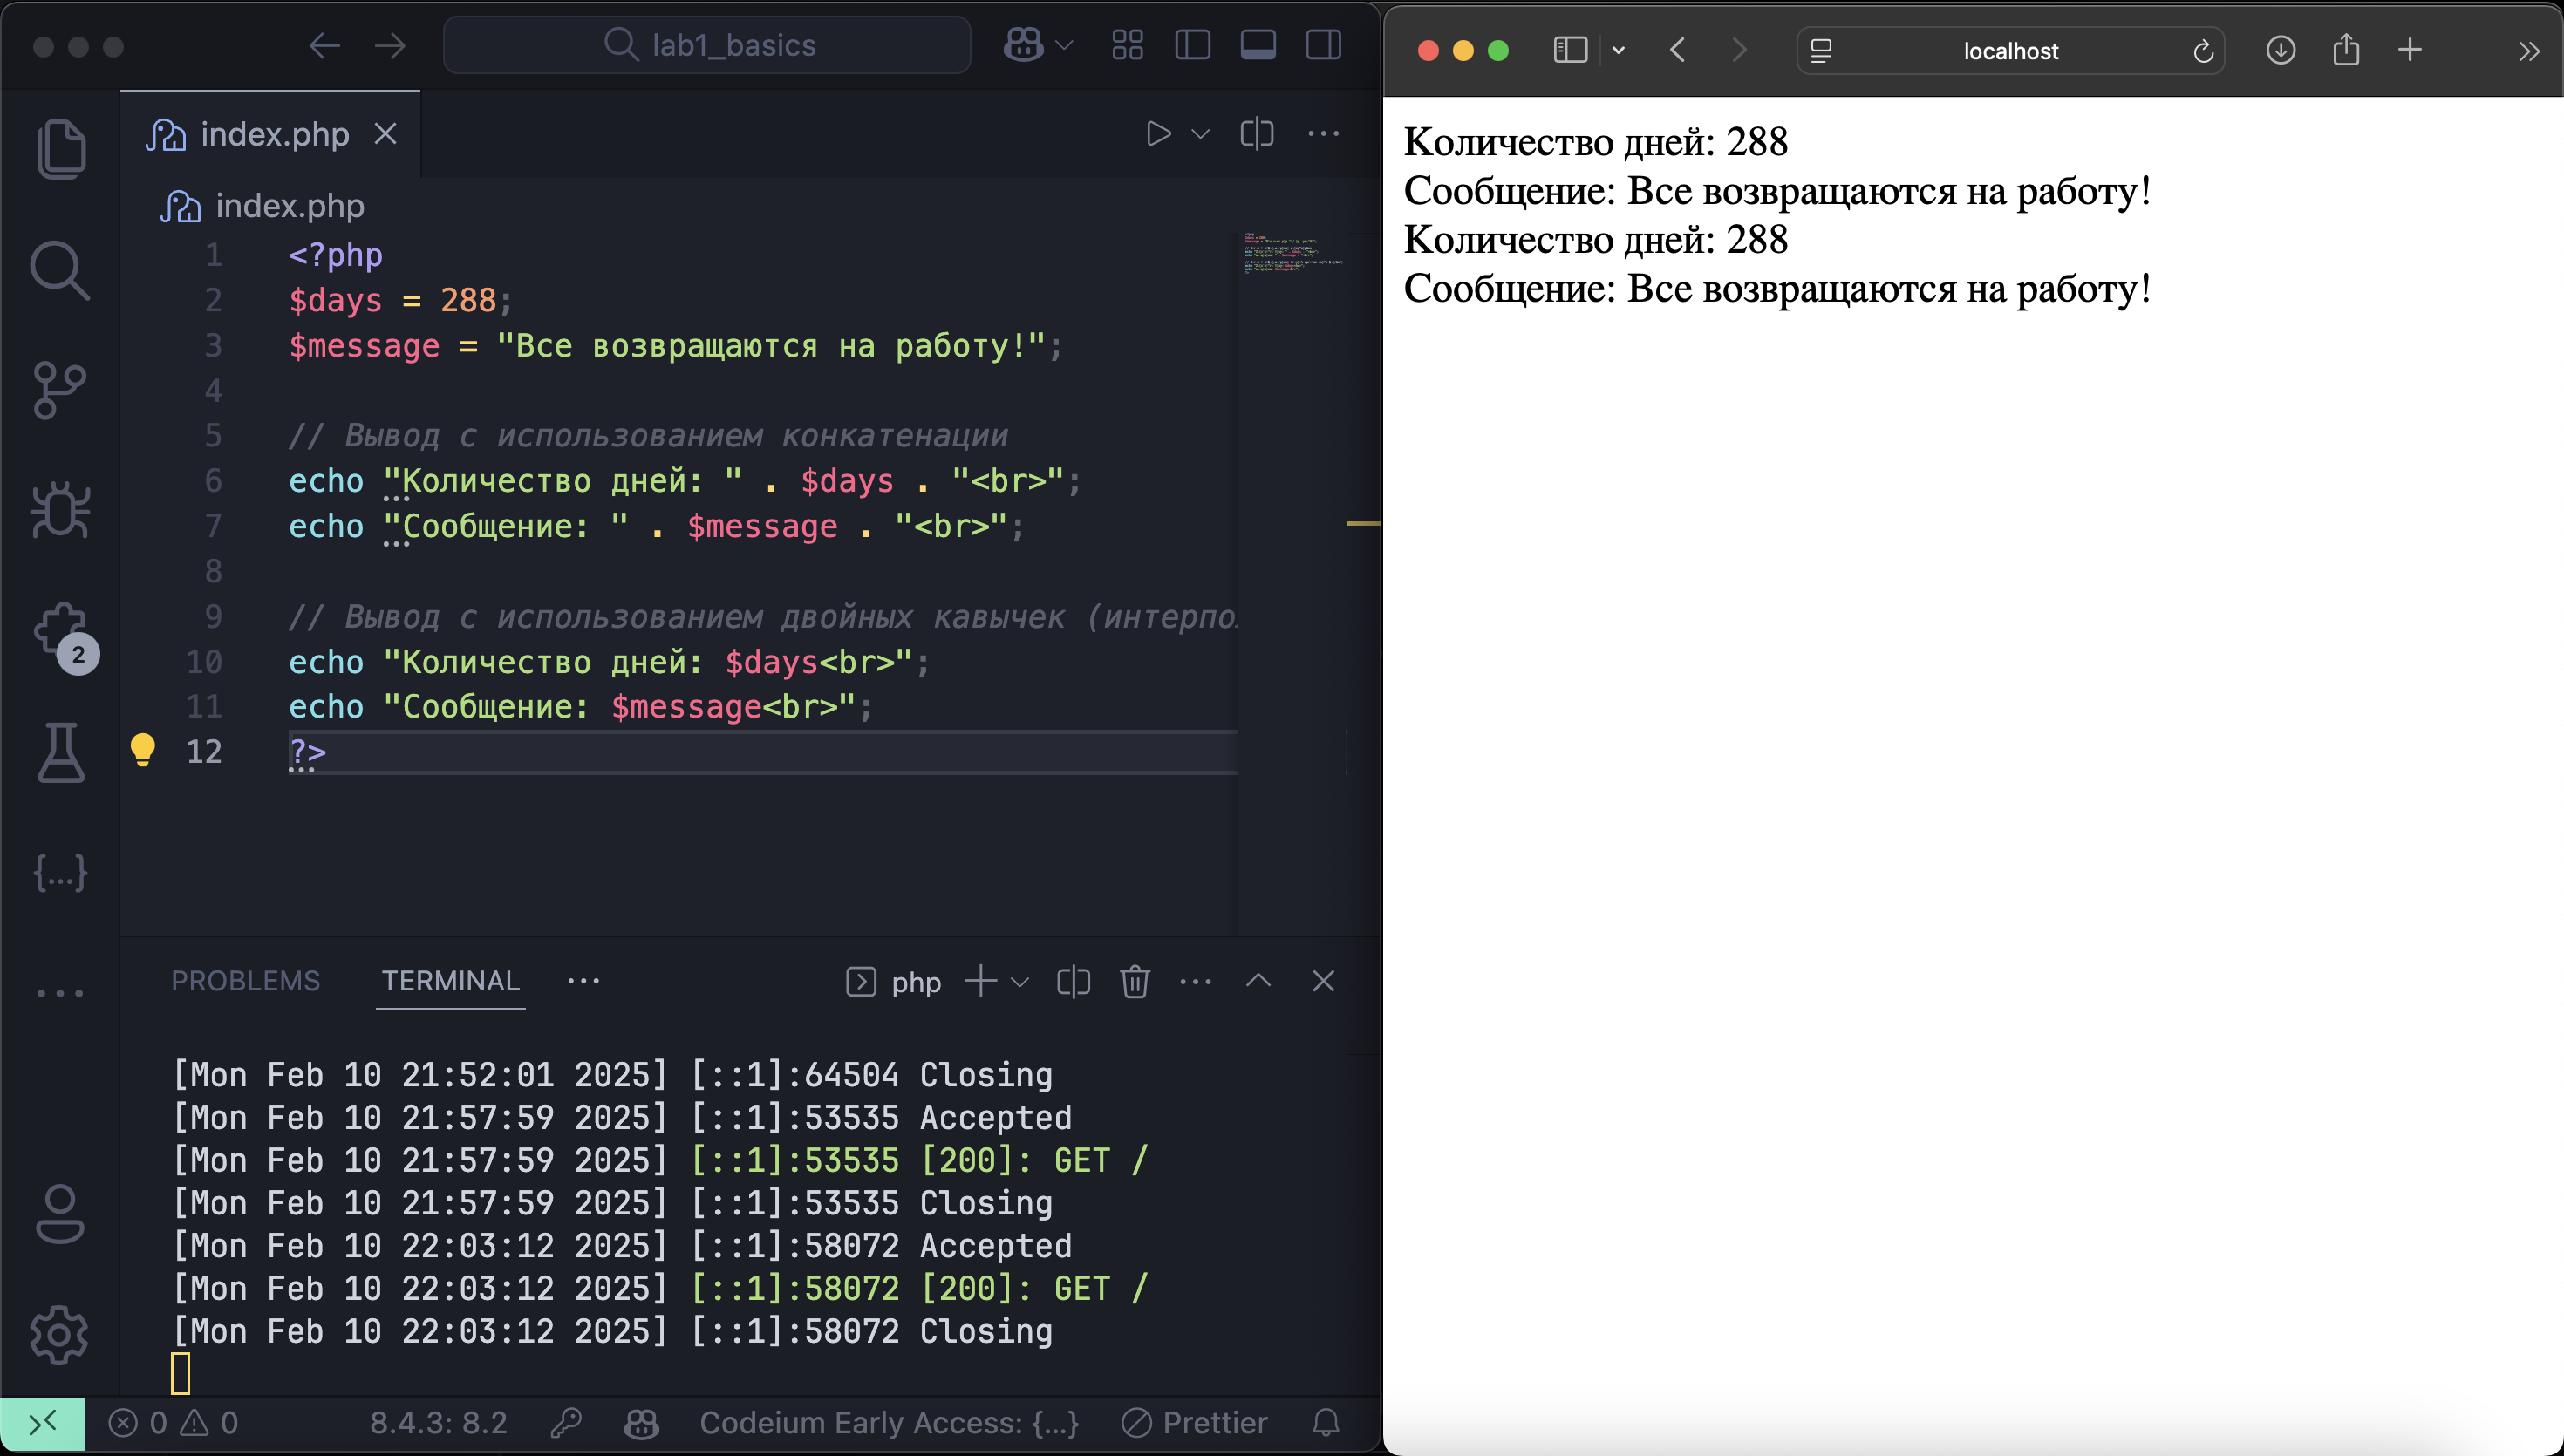 lab1_basics
index.php
index.php
1 <?php
2 $days = 288;
3 $message = "Все возвращаются на работу!";
4
5 // Вывод с использованием конкатенации
6 echo "Количество дней: " . $days . "<br>";
7 echo "Сообщение: " . $message . "<br>";
8
9 // Вывод с использованием двойных кавычек (интерпо
10 echo "Количество дней: $days<br>";
11 echo "Сообщение: $message<br>";
12 ?>
2
{...}
PROBLEMS TERMINAL php
[Mon Feb 10 21:52:01 2025] [::1]:64504 Closing
[Mon Feb 10 21:57:59 2025] [::1]:53535 Accepted
[Mon Feb 10 21:57:59 2025] [::1]:53535 [200]: GET /
[Mon Feb 10 21:57:59 2025] [::1]:53535 Closing
[Mon Feb 10 22:03:12 2025] [::1]:58072 Accepted
[Mon Feb 10 22:03:12 2025] [::1]:58072 [200]: GET /
[Mon Feb 10 22:03:12 2025] [::1]:58072 Closing
0 0 8.4.3: 8.2 Codeium Early Access: {...} Prettier
localhost
Количество дней: 288
Сообщение: Все возвращаются на работу!
Количество дней: 288
Сообщение: Все возвращаются на работу!